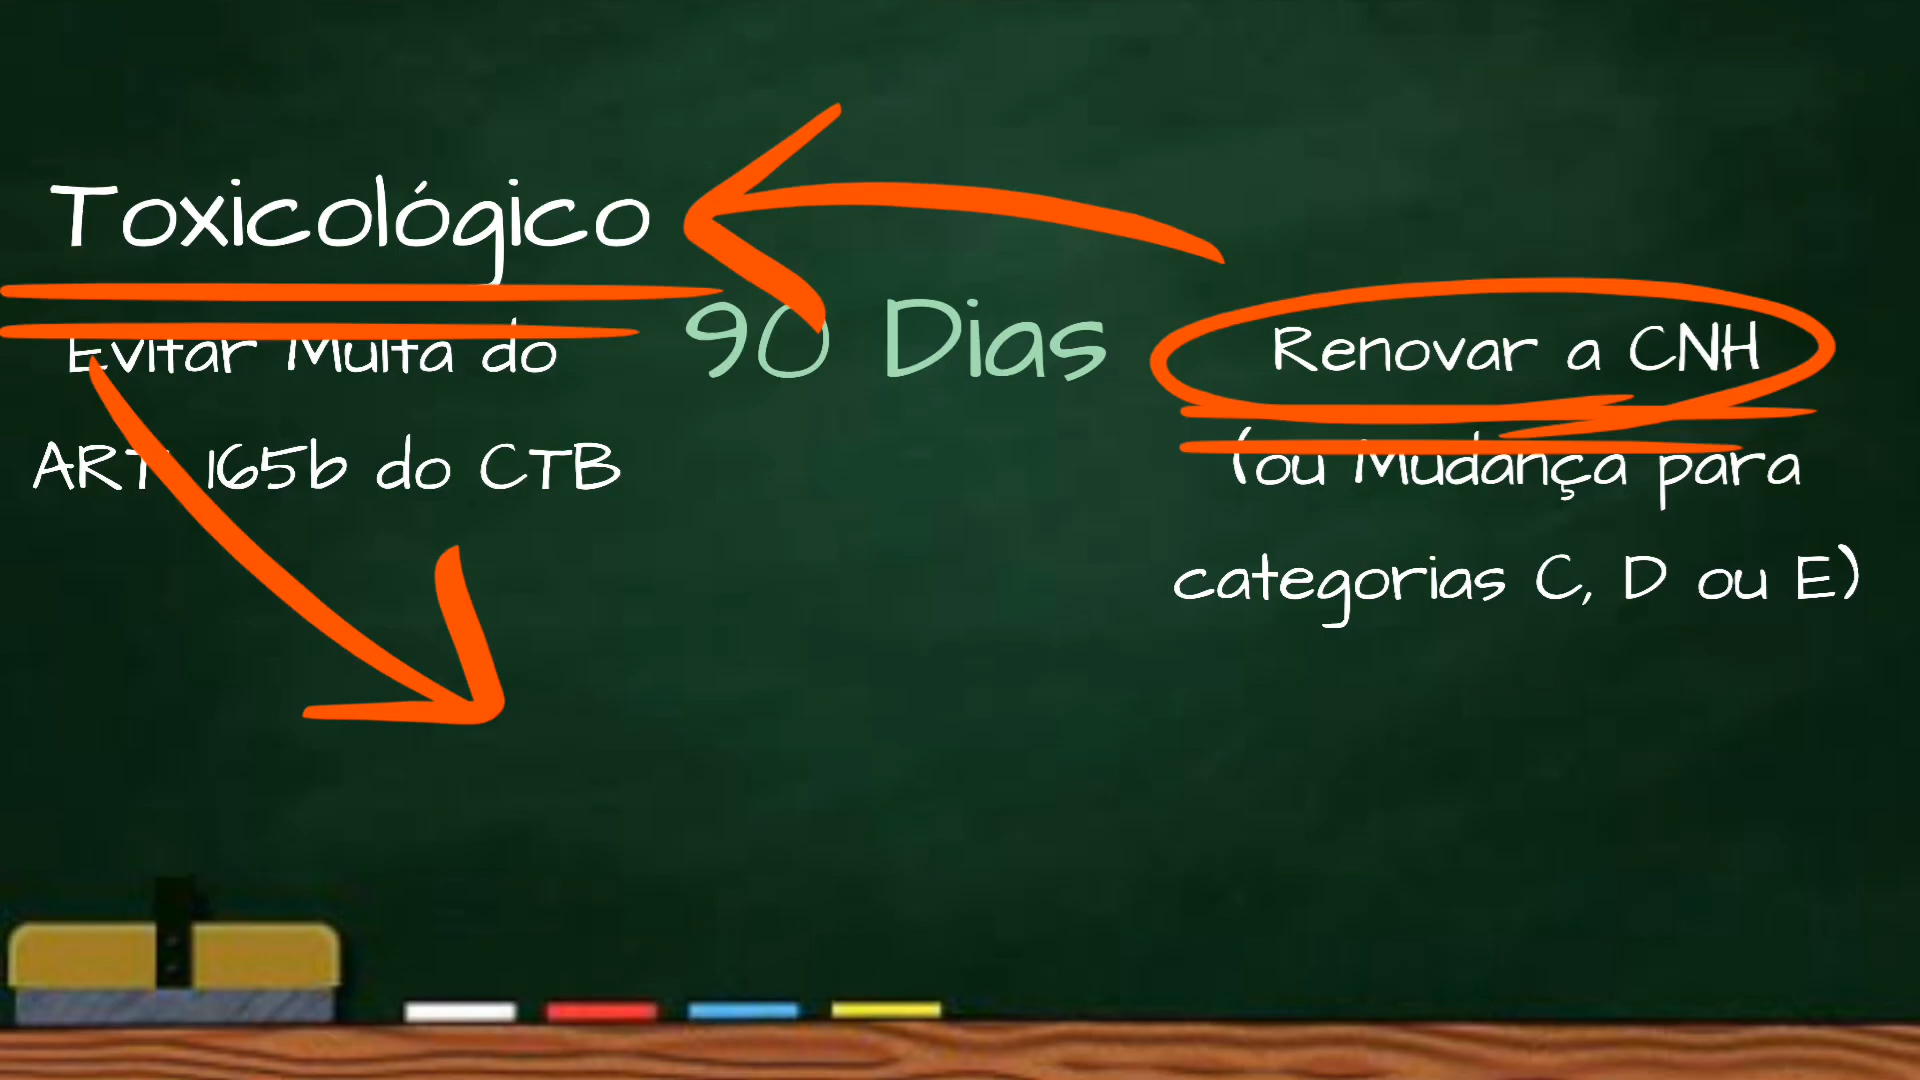 Toxicológico
Evitar Multa do
ART. 165b do CTB
90 Dias
Renovar a CNH
(ou Mudança para
categorias C, D ou E)